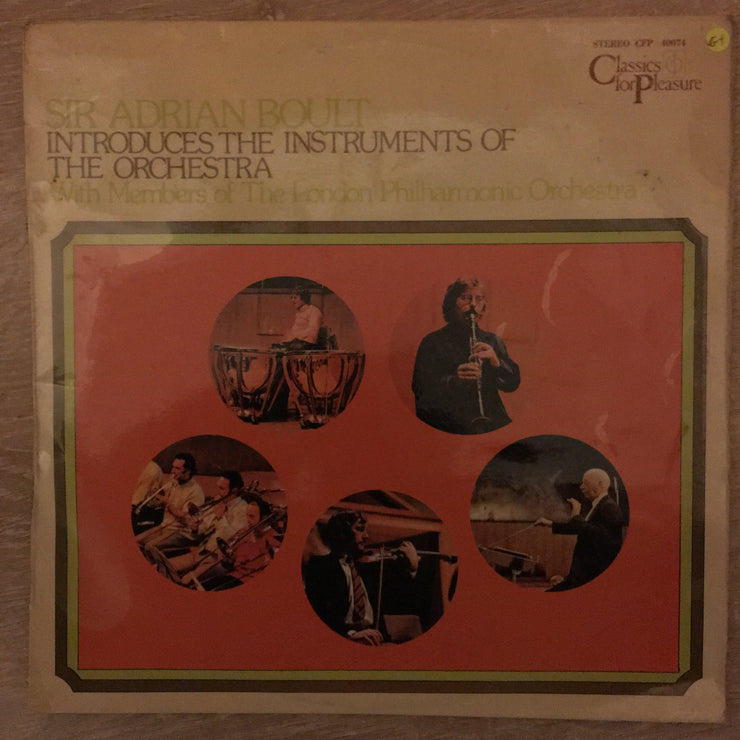 STEREO CFP 40074
G+
Classics
for Pleasure
SIR ADRIAN BOULT
INTRODUCES THE INSTRUMENTS OF
THE ORCHESTRA
With Members of The London Philharmonic Orchestra